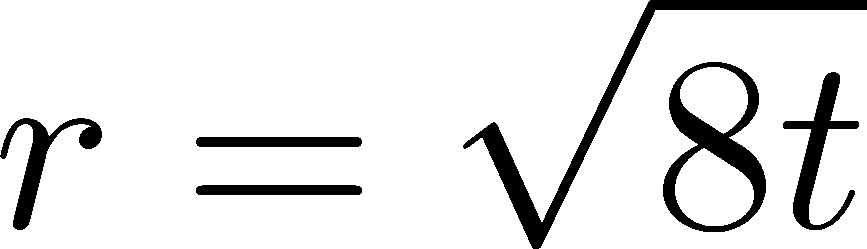 r = √8t